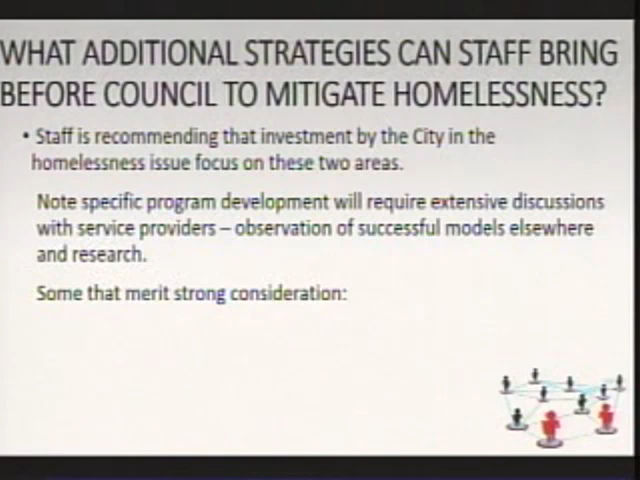 WHAT ADDITIONAL STRATEGIES CAN STAFF BRING
BEFORE COUNCIL TO MITIGATE HOMELESSNESS?
• Staff is recommending that investment by the City in the
homelessness issue focus on these two areas.
Note specific program development will require extensive discussions
with service providers – observation of successful models elsewhere
and research.
Some that merit strong consideration: